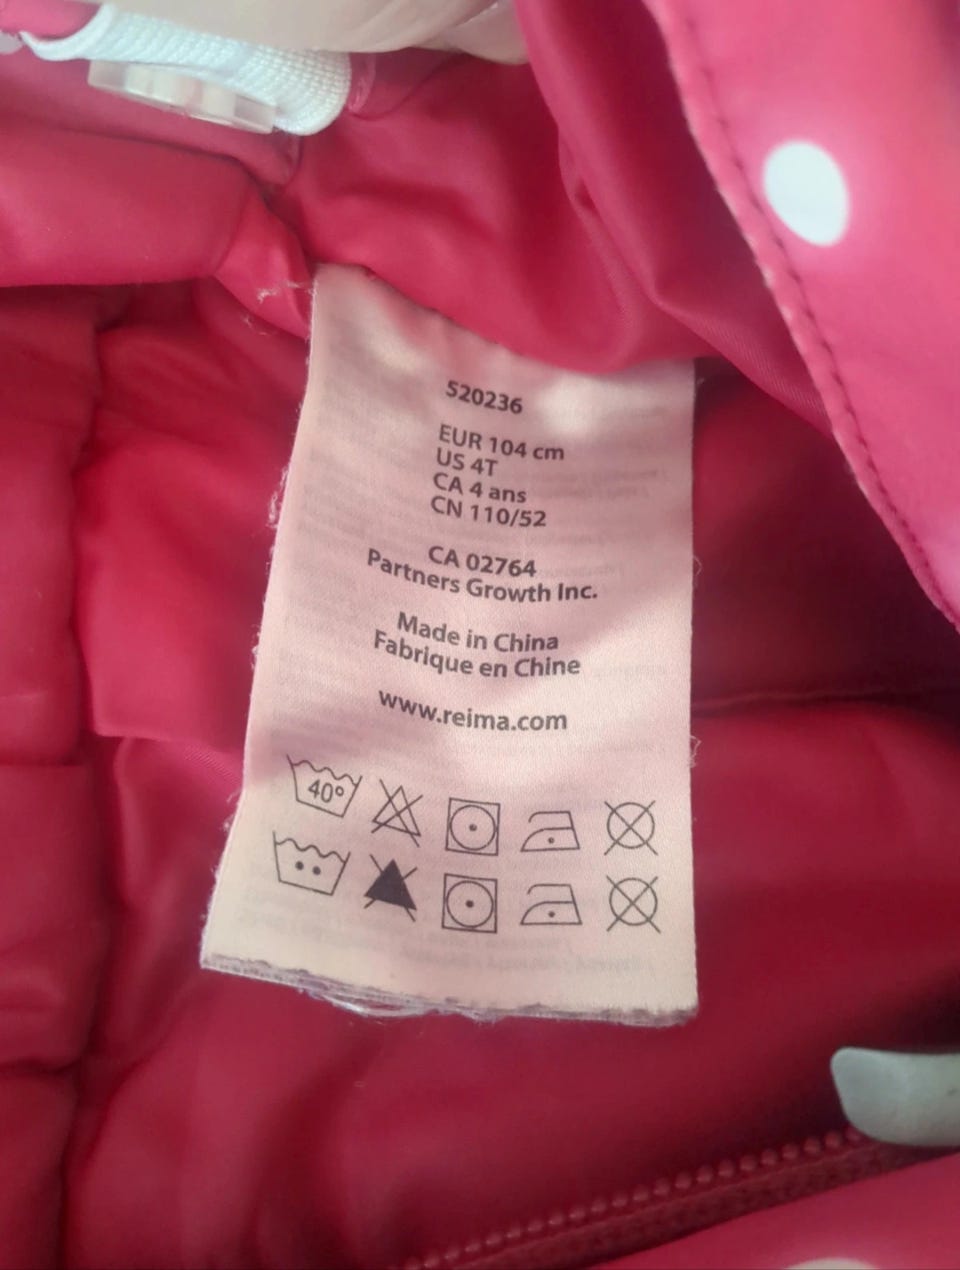 520236
EUR 104 cm
US 4T
CA 4 ans
CN 110/52
CA 02764
Partners Growth Inc.
Made in China
Fabrique en Chine
www.reima.com
40°